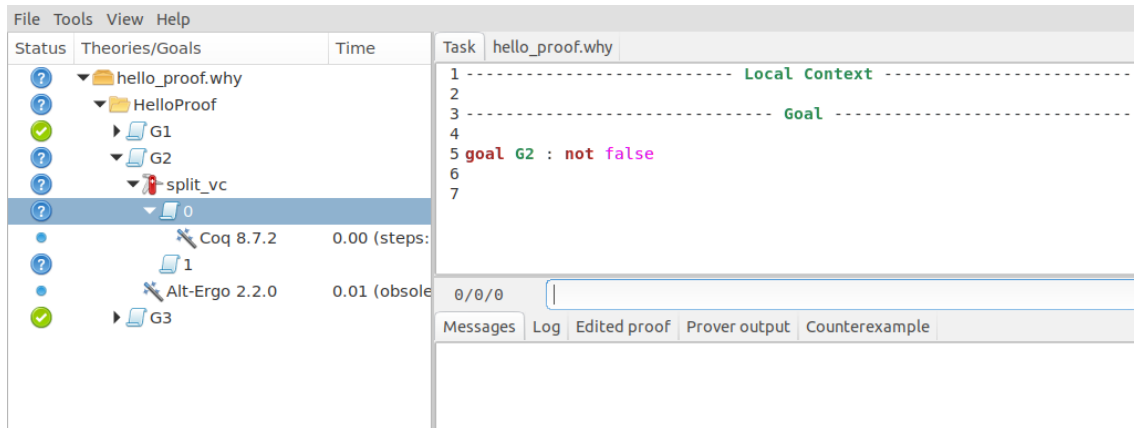 File Tools View Help
Status Theories/Goals Time
hello_proof.why
HelloProof
G1
G2
split_vc
0
Coq 8.7.2 0.00 (steps:
1
Alt-Ergo 2.2.0 0.01 (obsole
G3
Task hello_proof.why
1 --------------------------- Local Context -------------------------
2
3 ------------------------------- Goal ------------------------------
4
5 goal G2 : not false
6
7
0/0/0
Messages Log Edited proof Prover output Counterexample